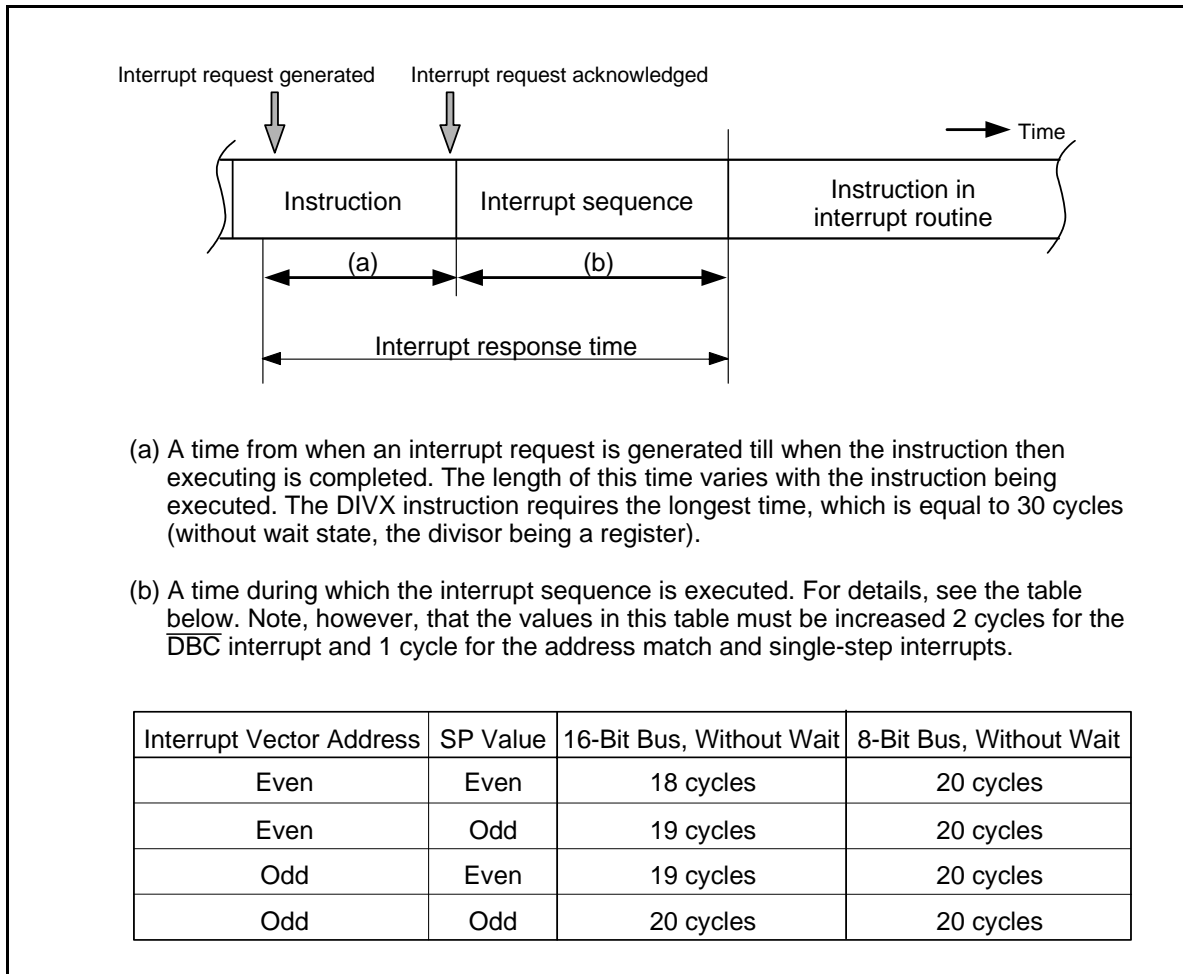 Interrupt request generated
Interrupt request acknowledged
Time
Instruction
Interrupt sequence
Instruction in
interrupt routine
(a)
(b)
Interrupt response time
(a) A time from when an interrupt request is generated till when the instruction then
executing is completed. The length of this time varies with the instruction being
executed. The DIVX instruction requires the longest time, which is equal to 30 cycles
(without wait state, the divisor being a register).
(b) A time during which the interrupt sequence is executed. For details, see the table
below. Note, however, that the values in this table must be increased 2 cycles for the
DBC interrupt and 1 cycle for the address match and single-step interrupts.
Interrupt Vector Address SP Value 16-Bit Bus, Without Wait 8-Bit Bus, Without Wait
Even Even 18 cycles 20 cycles
Even Odd 19 cycles 20 cycles
Odd Even 19 cycles 20 cycles
Odd Odd 20 cycles 20 cycles